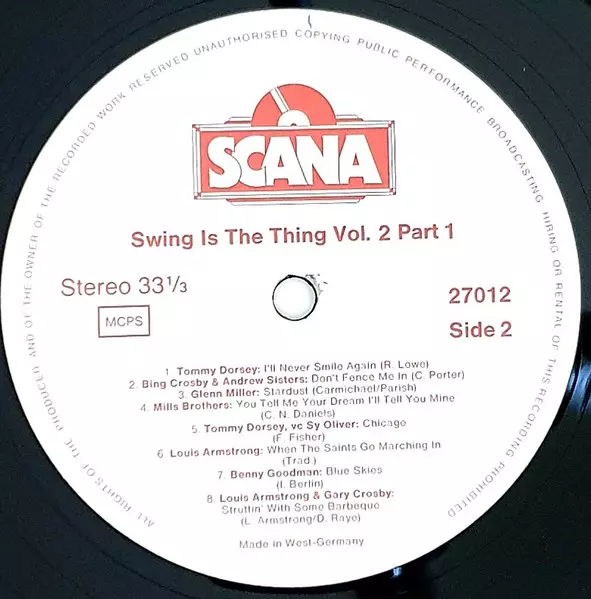 ALL RIGHTS OF THE PRODUCER AND OF THE OWNER OF THE RECORDED WORK RESERVED UNAUTHORISED COPYING PUBLIC PERFORMANCE BROADCASTING HIRING OR RENTAL OF THIS RECORDING PROHIBITED
SCANA
Swing Is The Thing Vol. 2 Part 1
Stereo 33 1/3
27012
MCPS
Side 2
1. Tommy Dorsey: I'll Never Smile Again (R. Lowe)
2. Bing Crosby & Andrew Sisters: Don't Fence Me In (C. Porter)
3. Glenn Miller: Stardust (Carmichael/Parish)
4. Mills Brothers: You Tell Me Your Dream I'll Tell You Mine
(C. N. Daniels)
5. Tommy Dorsey, vc Sy Oliver: Chicago
(F. Fisher)
6. Louis Armstrong: When The Saints Go Marching In
(Trad.)
7. Benny Goodman: Blue Skies
(I. Berlin)
8. Louis Armstrong & Gary Crosby:
Struttin' With Some Barbeque
(L. Armstrong/D. Raye)
Made in West-Germany